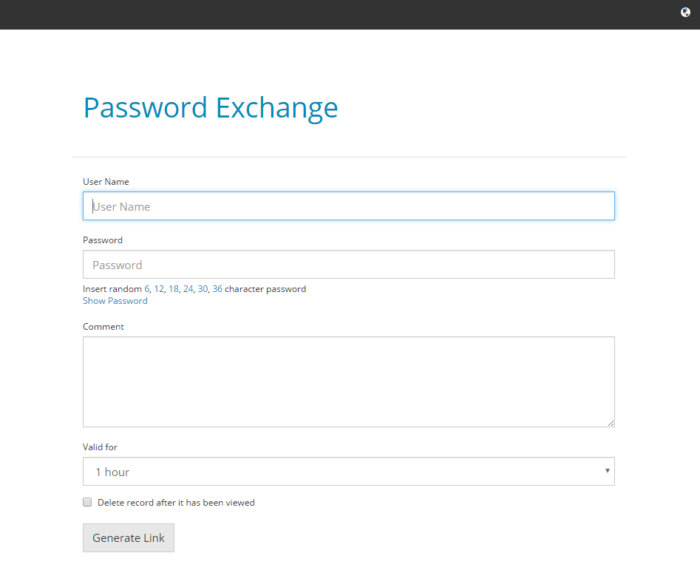 Password Exchange
User Name
User Name
Password
Password
Insert random 6, 12, 18, 24, 30, 36 character password
Show Password
Comment
Valid for
1 hour
Delete record after it has been viewed
Generate Link